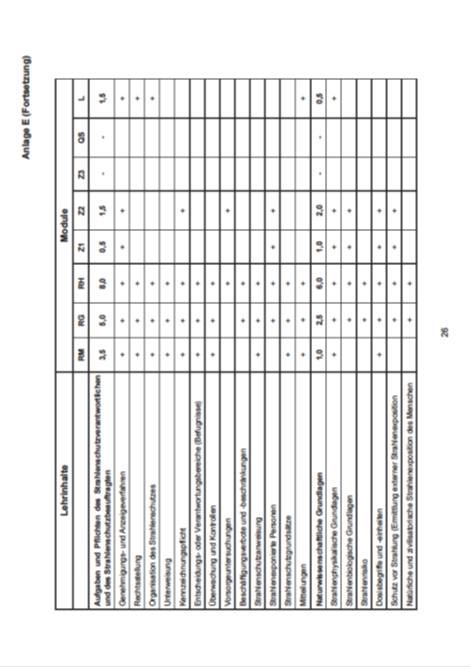 Anlage E (Fortsetzung)
Lehrinhalte Module
RM RG RH Z1 Z2 Z3 QS L
Aufgaben und Pflichten des Strahlenschutzverantwortlichen
und des Strahlenschutzbeauftragten 3,5 5,0 8,0 0,5 1,5 - - 1,5
Genehmigungs- und Anzeigeverfahren + + + + + +
Rechtsstellung + + + +
Organisation des Strahlenschutzes + + + +
Unterweisung + + +
Kennzeichnungspflicht + + + +
Entscheidungs- oder Verantwortungsbereiche (Befugnisse) + + +
Überwachung und Kontrollen + + +
Vorsorgeuntersuchungen + +
Beschäftigungsverbote und -beschränkungen + +
Strahlenschutzanweisung + + +
Strahlenexponierte Personen + + + +
Strahlenschutzgrundsätze + + +
Mitteilungen + + + +
Naturwissenschaftliche Grundlagen 1,0 2,5 6,0 1,0 2,0 - - 0,5
Strahlenphysikalische Grundlagen + + + + + +
Strahlenbiologische Grundlagen + + + +
Strahlenrisiko + +
Dosisbegriffe und -einheiten + + + + +
Schutz vor Strahlung (Ermittlung externer Strahlenexposition + + + +
Natürliche und zivilisatorische Strahlenexposition des Menschen + +
26